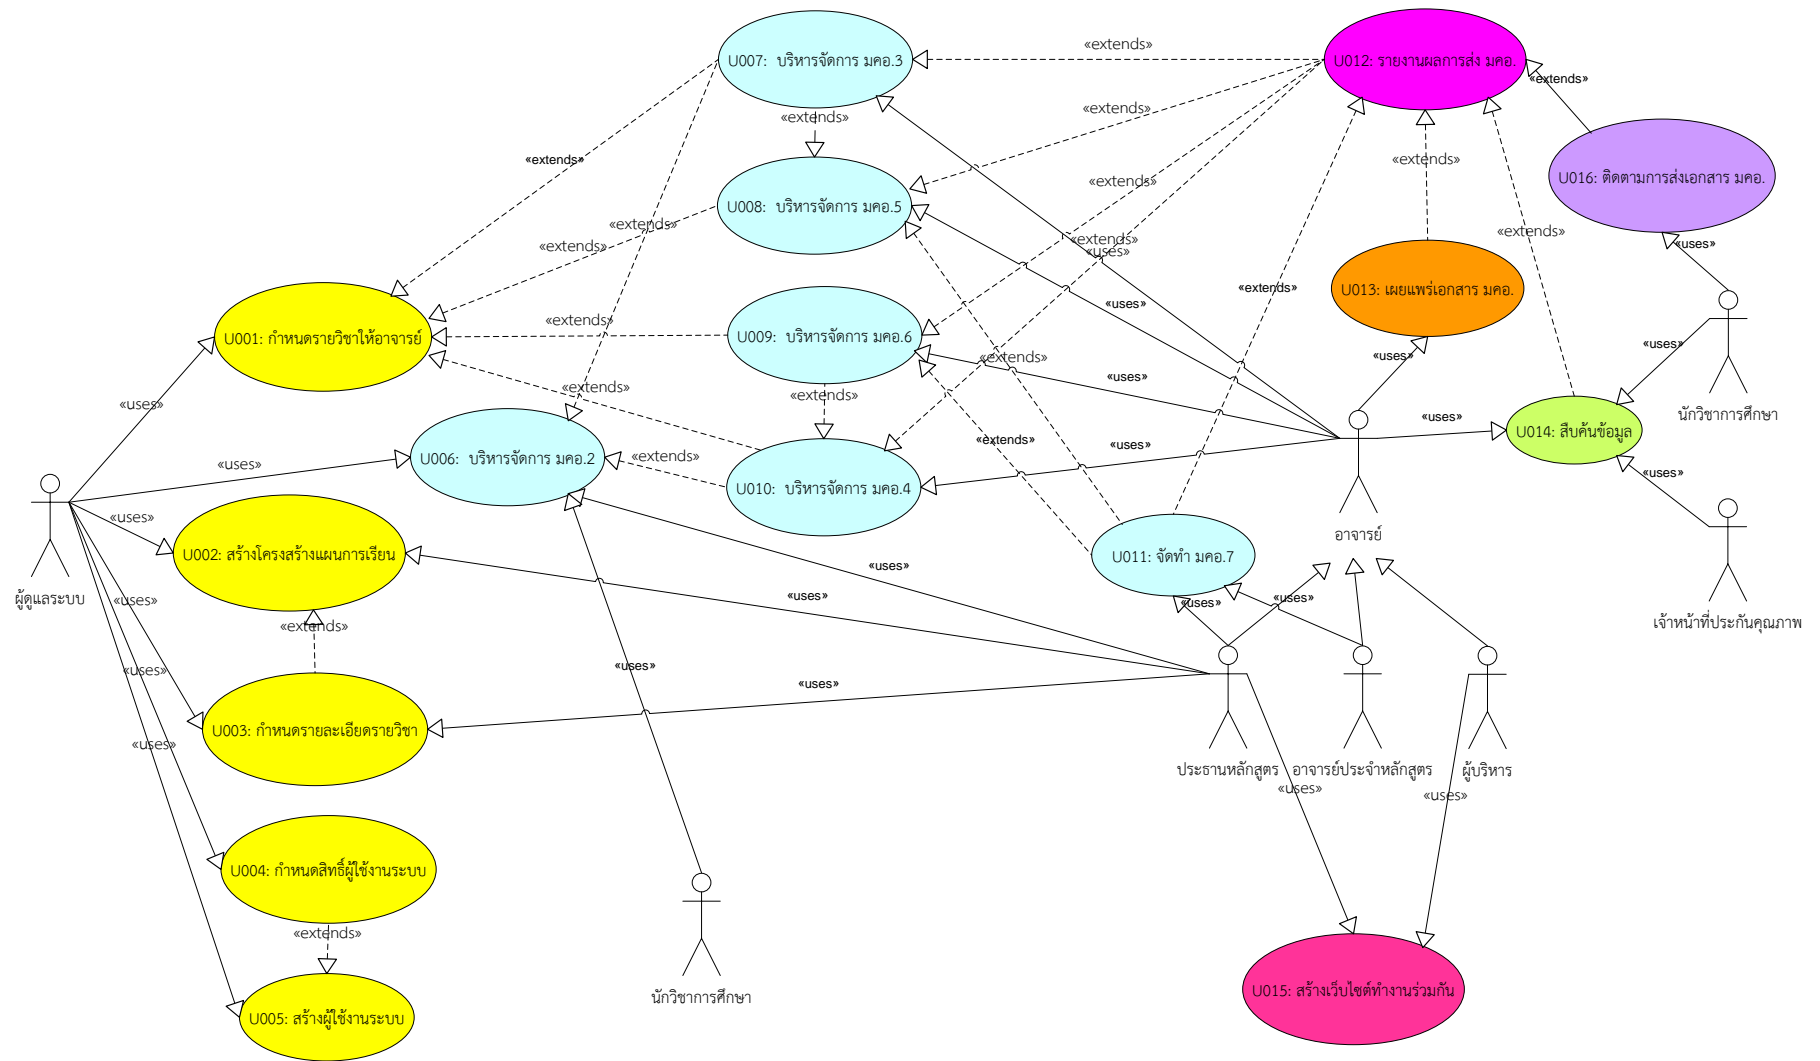 «extends»
U007: บริหารจัดการ มคอ.3
U012: รายงานผลการส่ง มคอ.
«extends»
«extends»
«extends»
«extends»
«extends»
U016: ติดตามการส่งเอกสาร มคอ.
«extends»
U008: บริหารจัดการ มคอ.5
«extends»
«extends»
«extends»
«extends»
«uses»
«extends»
«uses»
U013: เผยแพร่เอกสาร มคอ.
«extends»
«uses»
U001: กำหนดรายวิชาให้อาจารย์
«extends»
U009: บริหารจัดการ มคอ.6
«extends»
«uses»
«uses»
«uses»
«uses»
«extends»
«extends»
นักวิชาการศึกษา
«uses»
«uses»
U014: สืบค้นข้อมูล
«extends»
«uses»
«uses»
U006: บริหารจัดการ มคอ.2
«extends»
U010: บริหารจัดการ มคอ.4
«uses»
«uses»
อาจารย์
U002: สร้างโครงสร้างแผนการเรียน
U011: จัดทำ มคอ.7
«uses»
ผู้ดูแลระบบ
«uses»
«uses»
«uses»
«uses»
เจ้าหน้าที่ประกันคุณภาพ
«extends»
«uses»
«uses»
«uses»
U003: กำหนดรายละเอียดรายวิชา
«uses»
ประธานหลักสูตร
อาจารย์ประจำหลักสูตร
ผู้บริหาร
«uses»
«uses»
U004: กำหนดสิทธิ์ผู้ใช้งานระบบ
«extends»
นักวิชาการศึกษา
U015: สร้างเว็บไซต์ทำงานร่วมกัน
U005: สร้างผู้ใช้งานระบบ